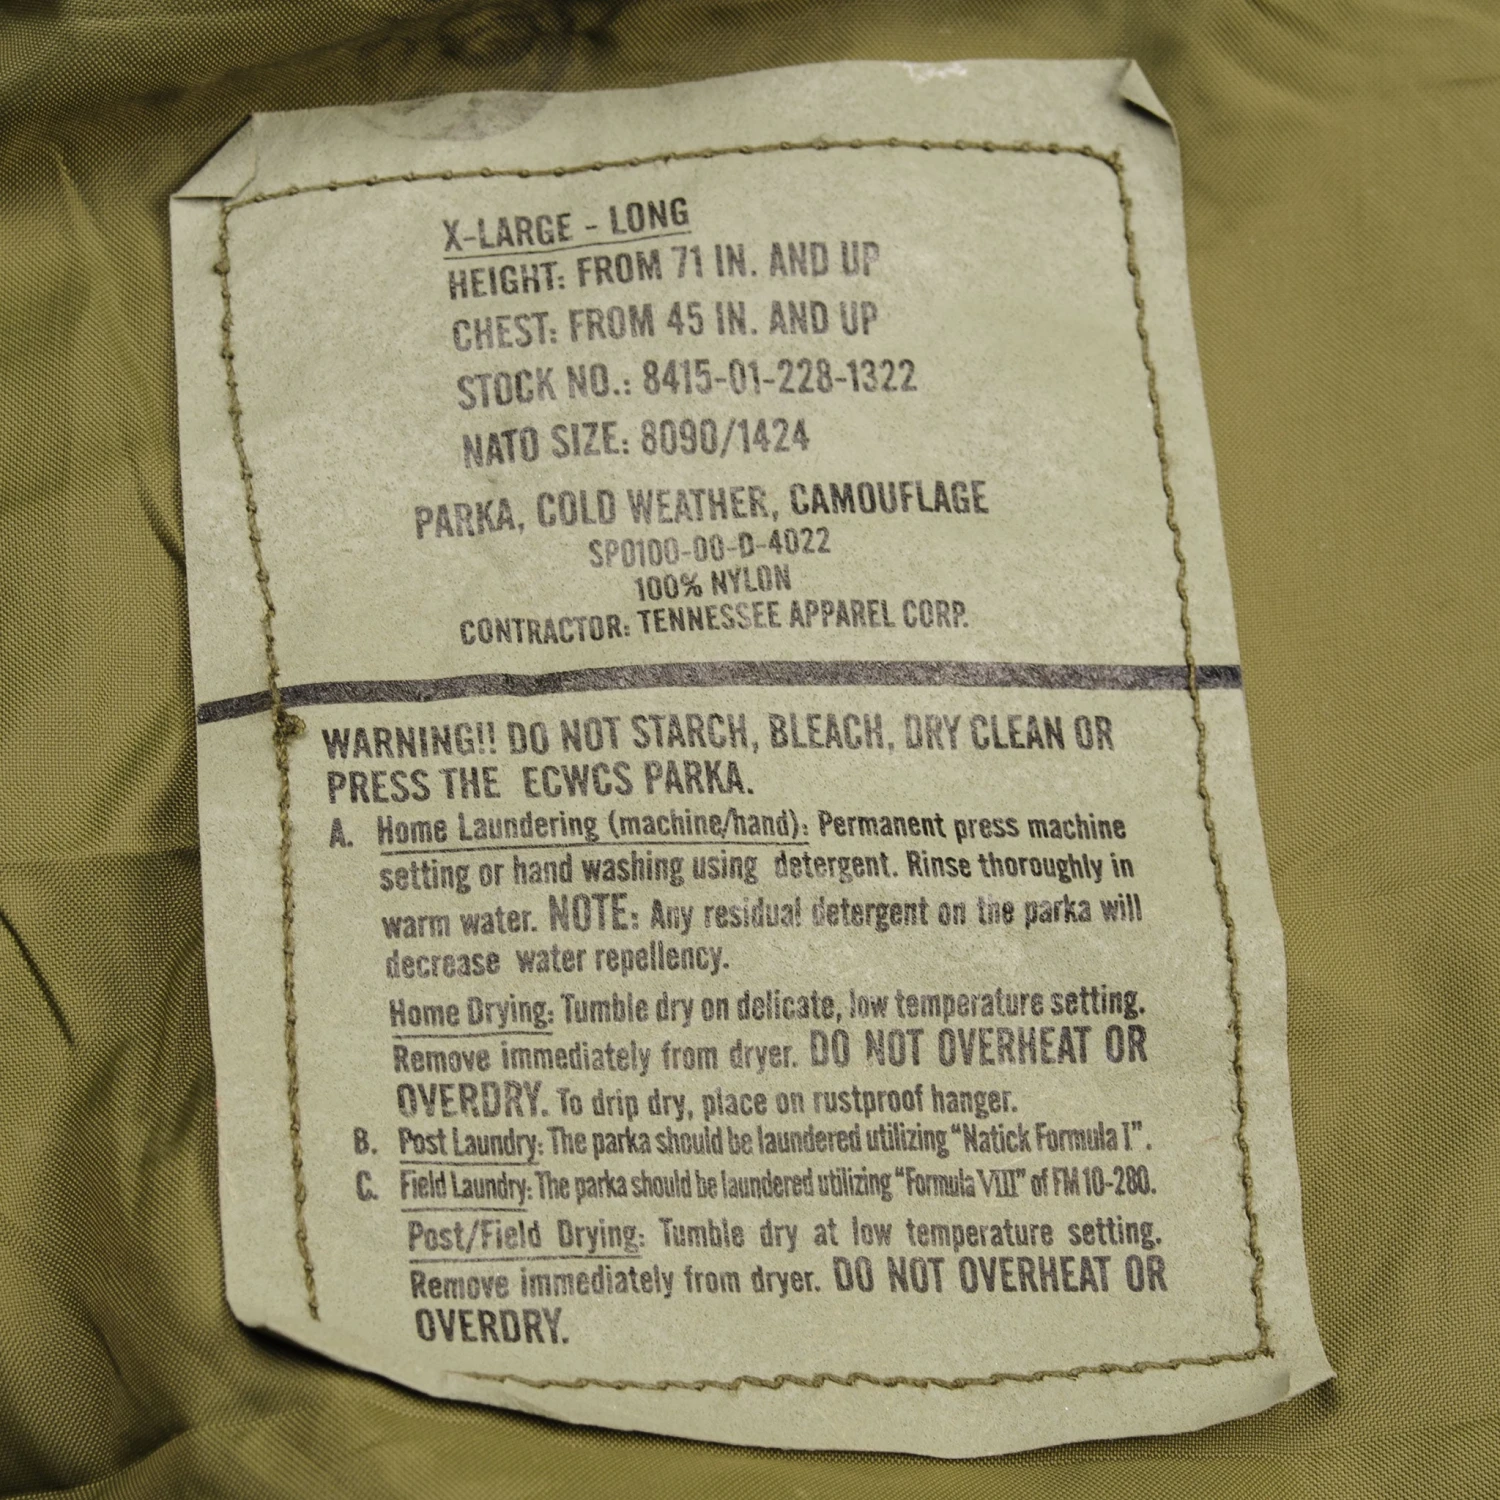 X-LARGE - LONG
HEIGHT: FROM 71 IN. AND UP
CHEST: FROM 45 IN. AND UP
STOCK NO.: 8415-01-228-1322
NATO SIZE: 8090/1424
PARKA, COLD WEATHER, CAMOUFLAGE
SP0100-00-D-4022
100% NYLON
CONTRACTOR: TENNESSEE APPAREL CORP.
WARNING!! DO NOT STARCH, BLEACH, DRY CLEAN OR
PRESS THE ECWCS PARKA.
A. Home Laundering (machine/hand): Permanent press machine
setting or hand washing using detergent. Rinse thoroughly in
warm water. NOTE: Any residual detergent on the parka will
decrease water repellency.
Home Drying: Tumble dry on delicate, low temperature setting.
Remove immediately from dryer. DO NOT OVERHEAT OR
OVERDRY. To drip dry, place on rustproof hanger.
B. Post Laundry: The parka should be laundered utilizing "Natick Formula I".
C. Field Laundry: The parka should be laundered utilizing "Formula VIII" of FM 10-280.
Post/Field Drying: Tumble dry at low temperature setting.
Remove immediately from dryer. DO NOT OVERHEAT OR
OVERDRY.